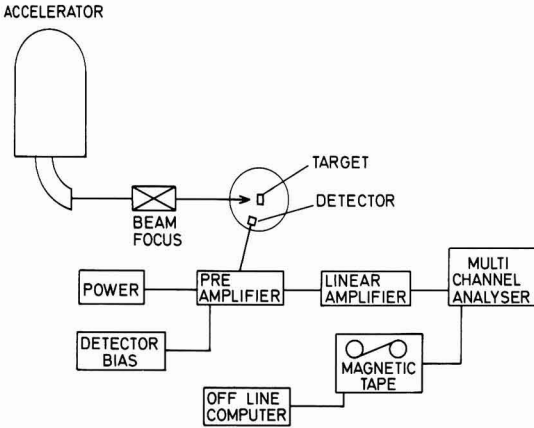 ACCELERATOR
TARGET
DETECTOR
BEAM
FOCUS
POWER
PRE
AMPLIFIER
LINEAR
AMPLIFIER
MULTI
CHANNEL
ANALYSER
DETECTOR
BIAS
MAGNETIC
TAPE
OFF LINE
COMPUTER